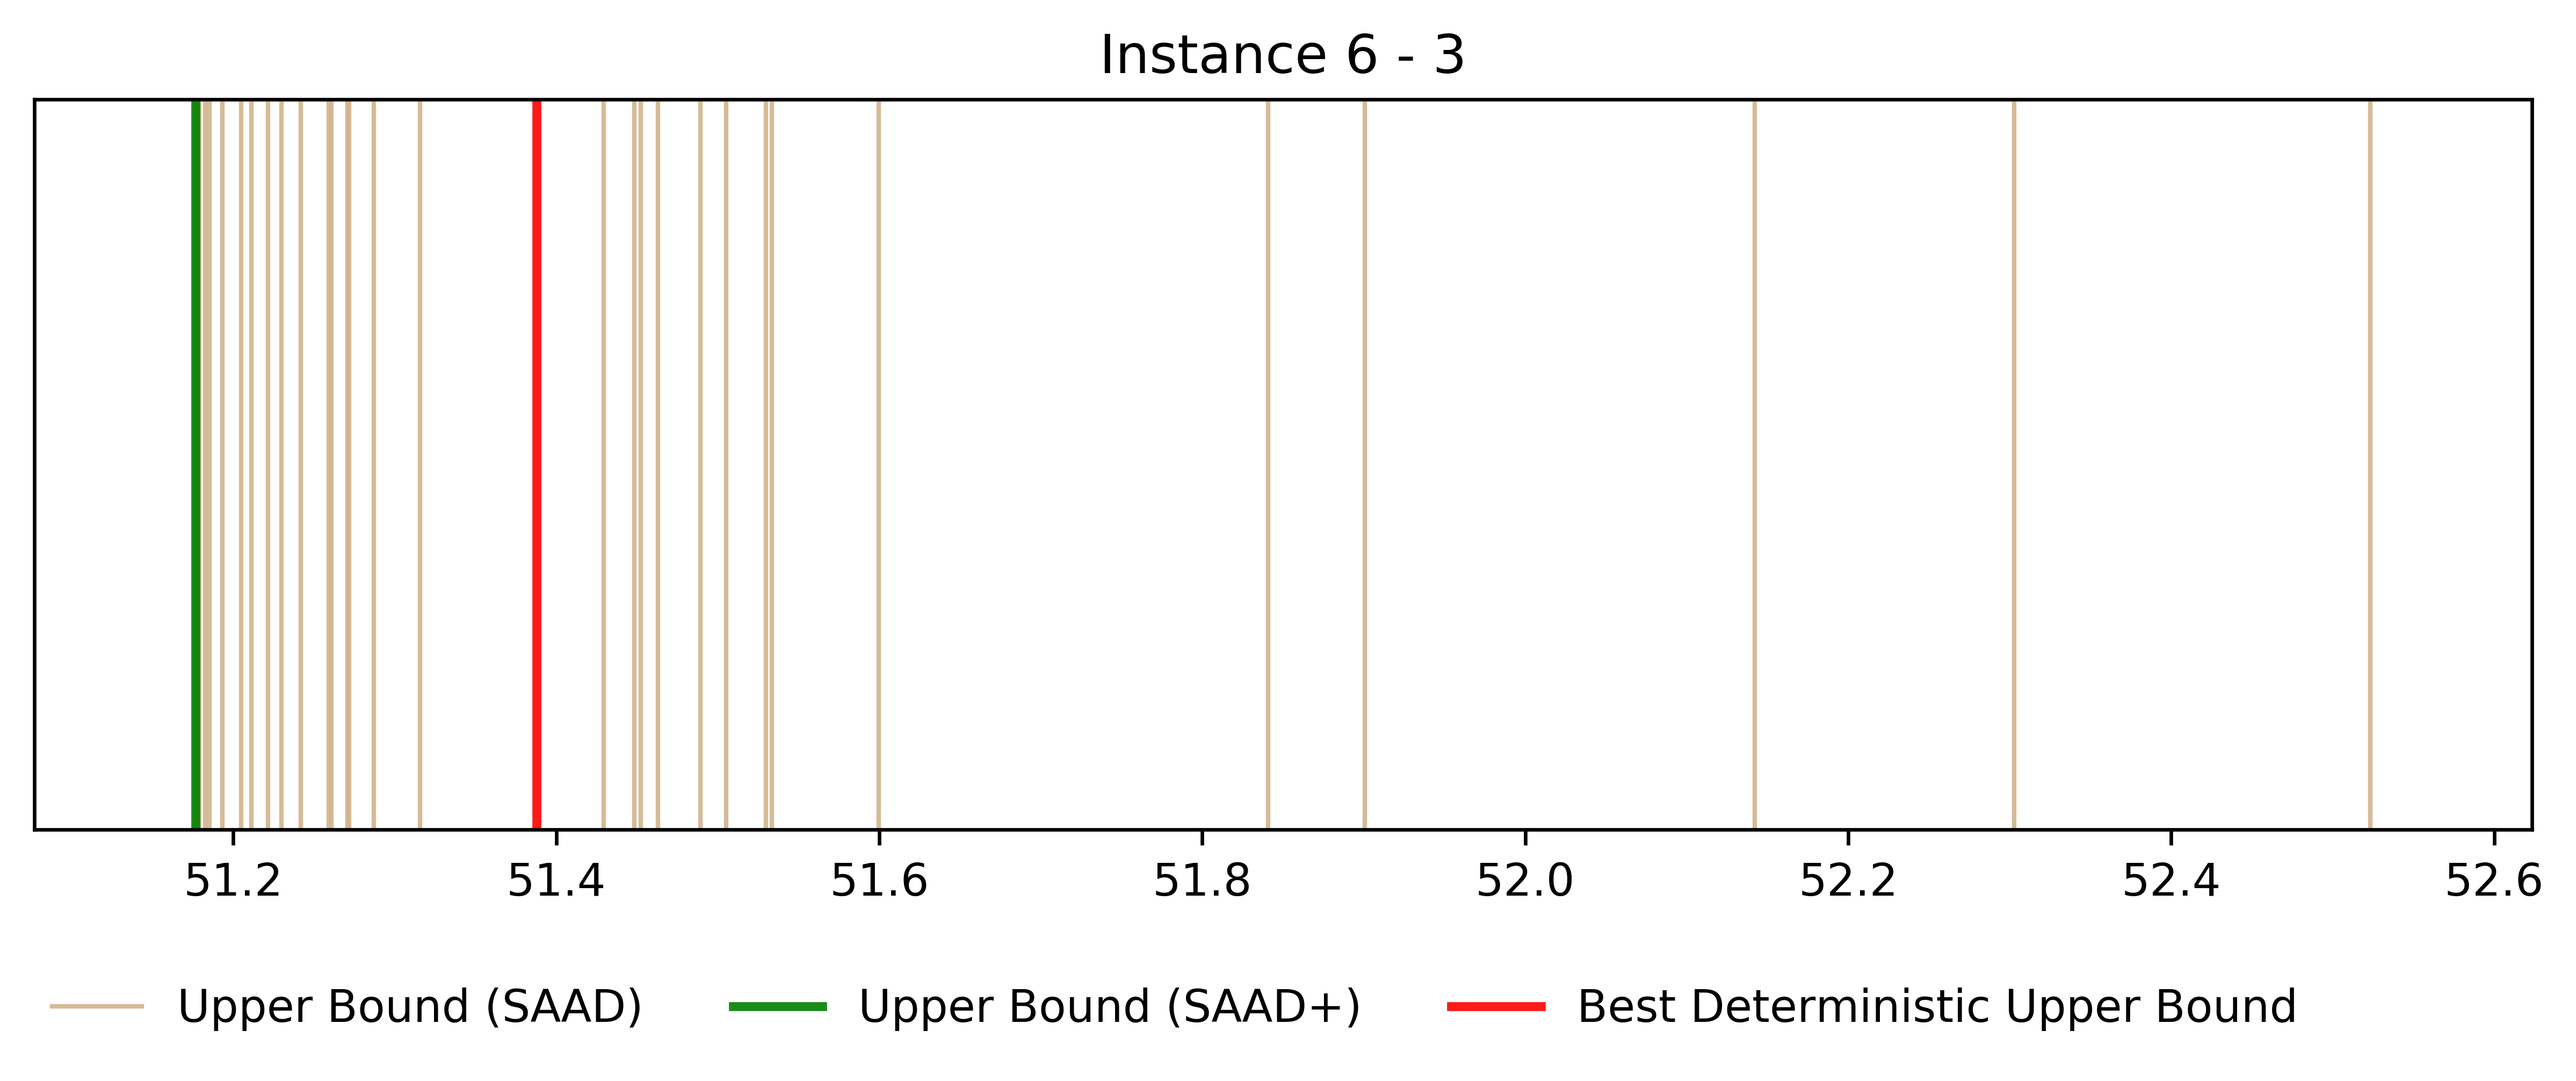 Instance 6 - 3
51.2 51.4 51.6 51.8 52.0 52.2 52.4 52.6
Upper Bound (SAAD) Upper Bound (SAAD+) Best Deterministic Upper Bound